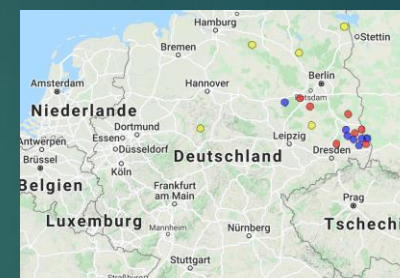 Hamburg
Stettin
Bremen
Amsterdam
Hannover
Berlin
Potsdam
Niederlande
Dortmund
Antwerpen
Essen
Leipzig
Düsseldorf
Deutschland
Dresden
Brüssel
Köln
Belgien
Frankfurt
am Main
Prag
Luxemburg
Mannheim
Nürnberg
Tschechi
Stuttgart